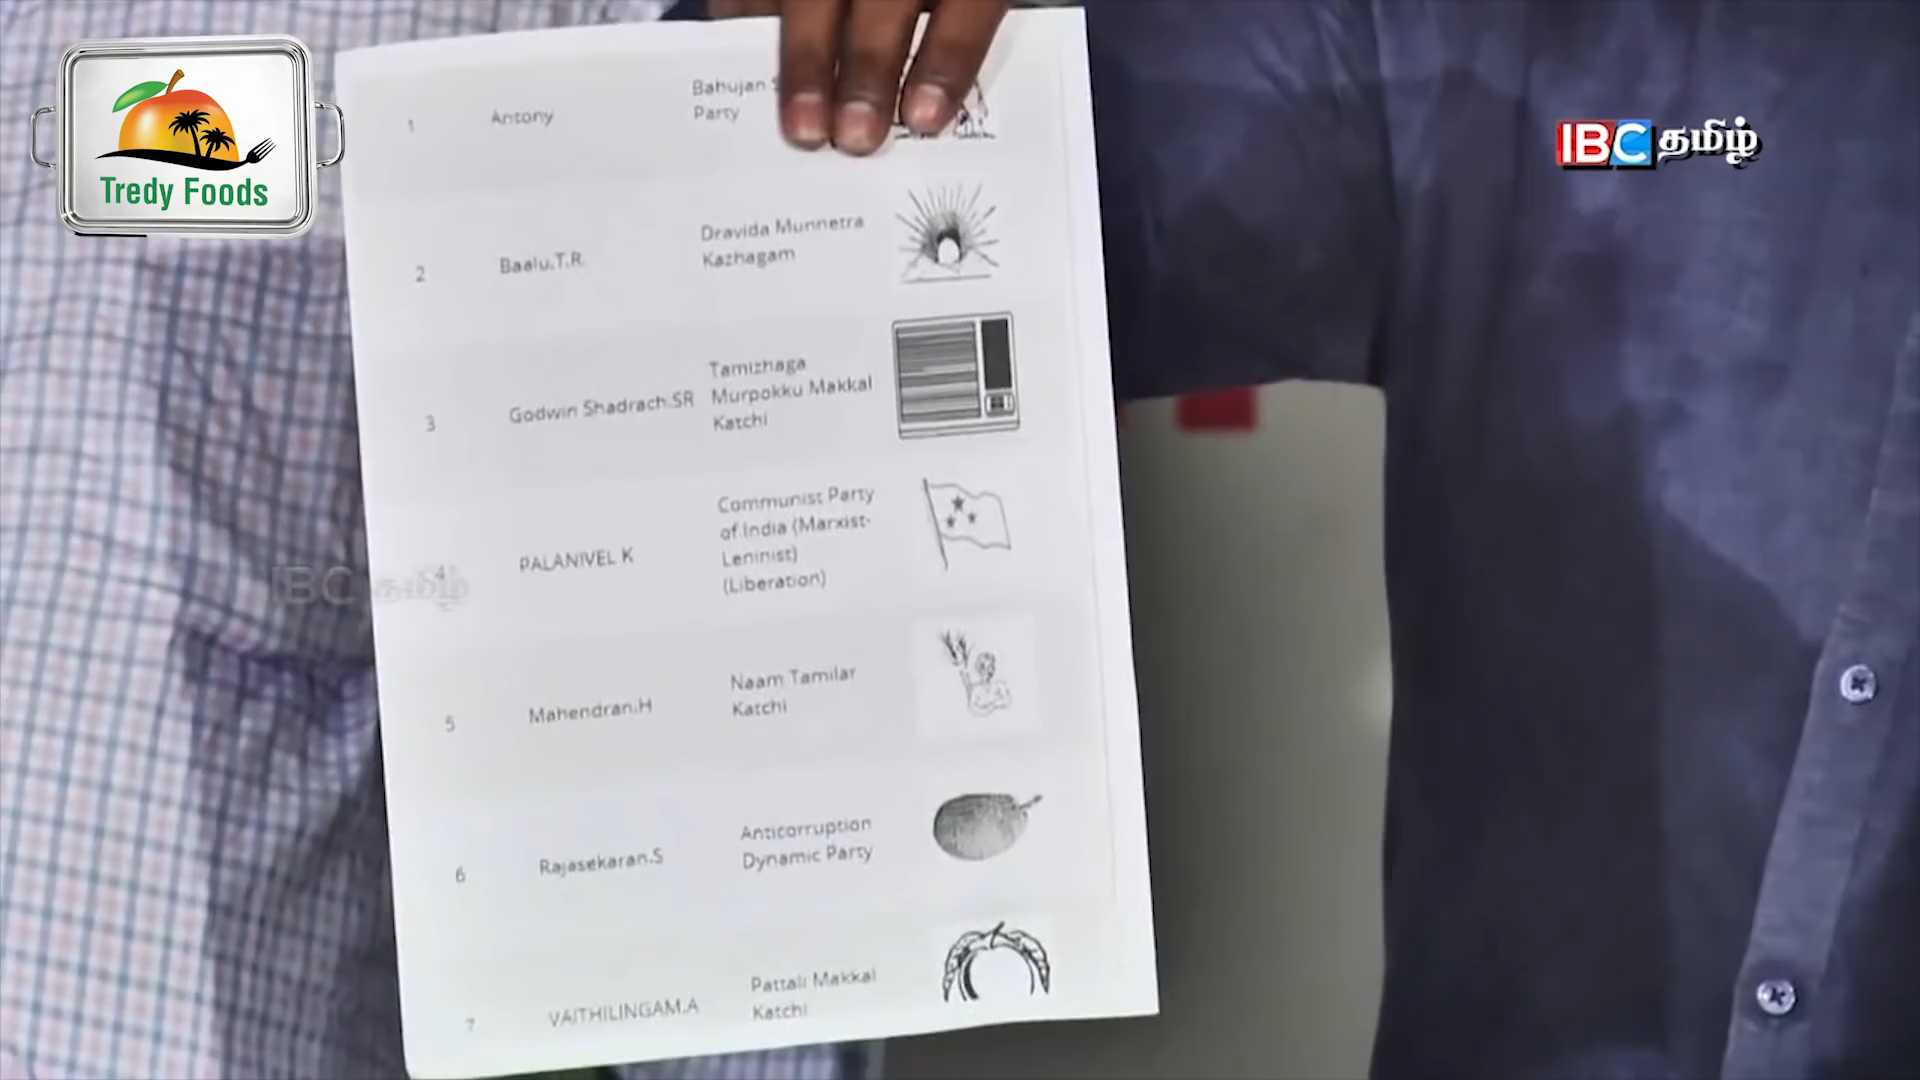 Tredy Foods
IBC தமிழ்
1 Antony Bahujan
Party
2 Baalu.T.R. Dravida Munnetra
Kazhagam
3 Godwin Shadrach.SR Tamizhaga
Murpokku Makkal
Katchi
4 PALANIVEL K Communist Party
of India (Marxist-
Leninist)
(Liberation)
IBC தமிழ்
5 Mahendran.H Naam Tamilar
Katchi
6 Rajasekaran.S Anticorruption
Dynamic Party
7 VAITHILINGAM.A Pattali Makkal
Katchi